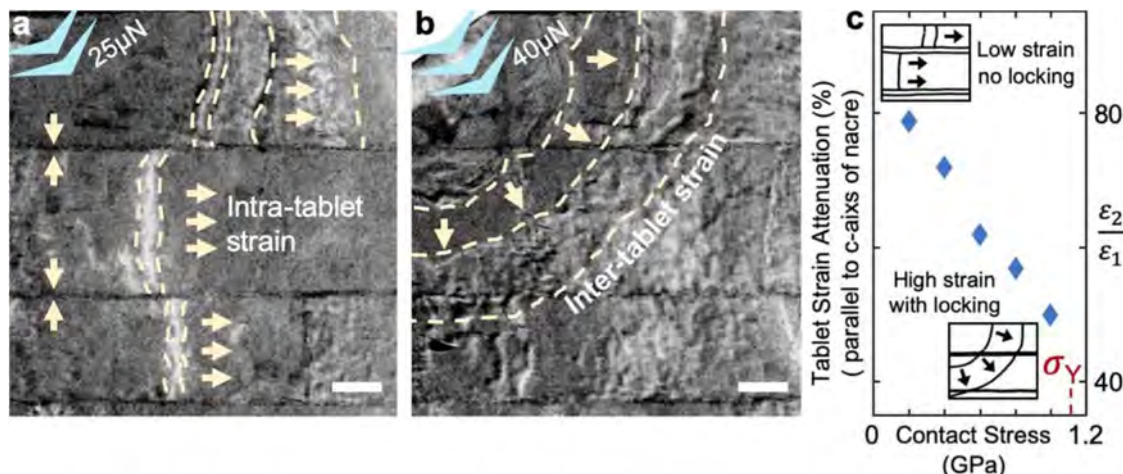 a
25μN
Intra-tablet
strain
b
40μN
Inter-tablet strain
c
Tablet Strain Attenuation (%)
( parallel to c-aixs of nacre)
Low strain
no locking
80
ε2
ε1
High strain
with locking
σY
40
0
Contact Stress
1.2
(GPa)